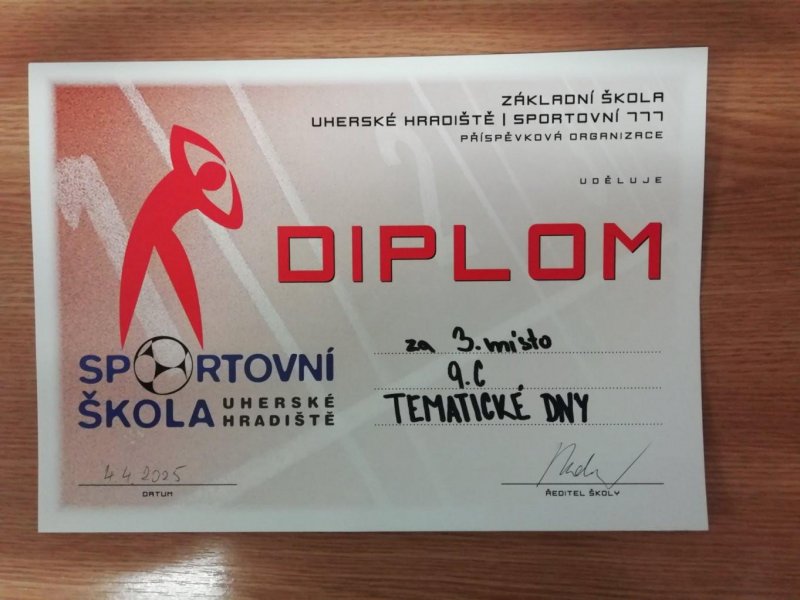 ZÁKLADNÍ ŠKOLA
UHERSKÉ HRADIŠTĚ | SPORTOVNÍ 777
PŘÍSPĚVKOVÁ ORGANIZACE
UDĚLUJE
DIPLOM
za 3. místo
9.C
TEMATICKÉ DNY
SPORTOVNÍ
ŠKOLA UHERSKÉ
HRADIŠTĚ
4.4.2025
DATUM
ŘEDITEL ŠKOLY